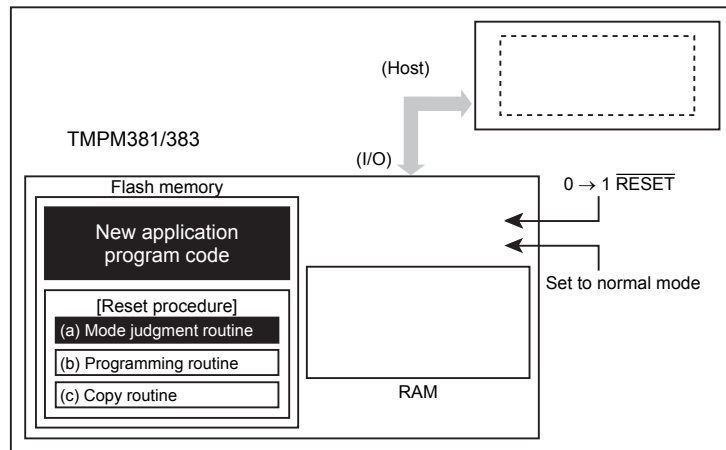 (Host)
TMPM381/383
(I/O)
Flash memory
0 → 1 RESET
New application
program code
Set to normal mode
[Reset procedure]
(a) Mode judgment routine
(b) Programming routine
(c) Copy routine
RAM